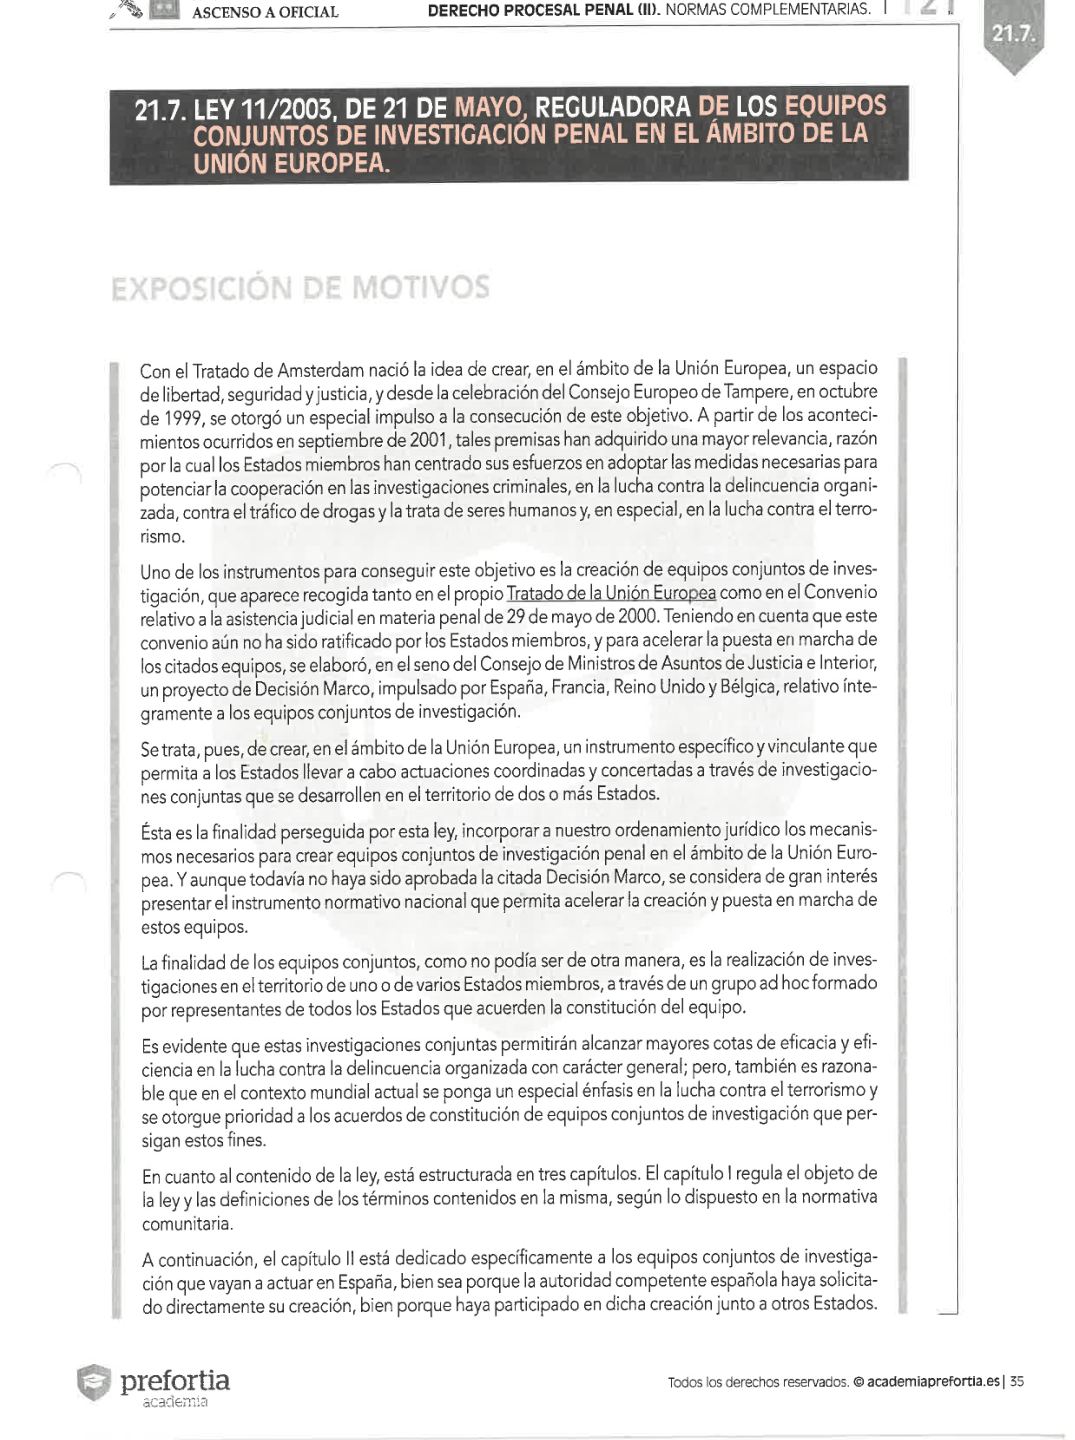 ASCENSO A OFICIAL
DERECHO PROCESAL PENAL (II). NORMAS COMPLEMENTARIAS.
21.7.
21.7. LEY 11/2003, DE 21 DE MAYO, REGULADORA DE LOS EQUIPOS
CONJUNTOS DE INVESTIGACIÓN PENAL EN EL ÁMBITO DE LA
UNIÓN EUROPEA.
EXPOSICIÓN DE MOTIVOS
Con el Tratado de Amsterdam nació la idea de crear, en el ámbito de la Unión Europea, un espacio
de libertad, seguridad y justicia, y desde la celebración del Consejo Europeo de Tampere, en octubre
de 1999, se otorgó un especial impulso a la consecución de este objetivo. A partir de los aconteci-
mientos ocurridos en septiembre de 2001, tales premisas han adquirido una mayor relevancia, razón
por la cual los Estados miembros han centrado sus esfuerzos en adoptar las medidas necesarias para
potenciar la cooperación en las investigaciones criminales, en la lucha contra la delincuencia organi-
zada, contra el tráfico de drogas y la trata de seres humanos y, en especial, en la lucha contra el terro-
rismo.
Uno de los instrumentos para conseguir este objetivo es la creación de equipos conjuntos de inves-
tigación, que aparece recogida tanto en el propio Tratado de la Unión Europea como en el Convenio
relativo a la asistencia judicial en materia penal de 29 de mayo de 2000. Teniendo en cuenta que este
convenio aún no ha sido ratificado por los Estados miembros, y para acelerar la puesta en marcha de
los citados equipos, se elaboró, en el seno del Consejo de Ministros de Asuntos de Justicia e Interior,
un proyecto de Decisión Marco, impulsado por España, Francia, Reino Unido y Bélgica, relativo ínte-
gramente a los equipos conjuntos de investigación.
Se trata, pues, de crear, en el ámbito de la Unión Europea, un instrumento específico y vinculante que
permita a los Estados llevar a cabo actuaciones coordinadas y concertadas a través de investigacio-
nes conjuntas que se desarrollen en el territorio de dos o más Estados.
Ésta es la finalidad perseguida por esta ley, incorporar a nuestro ordenamiento jurídico los mecanis-
mos necesarios para crear equipos conjuntos de investigación penal en el ámbito de la Unión Euro-
pea. Y aunque todavía no haya sido aprobada la citada Decisión Marco, se considera de gran interés
presentar el instrumento normativo nacional que permita acelerar la creación y puesta en marcha de
estos equipos.
La finalidad de los equipos conjuntos, como no podía ser de otra manera, es la realización de inves-
tigaciones en el territorio de uno o de varios Estados miembros, a través de un grupo ad hoc formado
por representantes de todos los Estados que acuerden la constitución del equipo.
Es evidente que estas investigaciones conjuntas permitirán alcanzar mayores cotas de eficacia y efi-
ciencia en la lucha contra la delincuencia organizada con carácter general; pero, también es razona-
ble que en el contexto mundial actual se ponga un especial énfasis en la lucha contra el terrorismo y
se otorgue prioridad a los acuerdos de constitución de equipos conjuntos de investigación que per-
sigan estos fines.
En cuanto al contenido de la ley, está estructurada en tres capítulos. El capítulo I regula el objeto de
la ley y las definiciones de los términos contenidos en la misma, según lo dispuesto en la normativa
comunitaria.
A continuación, el capítulo II está dedicado específicamente a los equipos conjuntos de investiga-
ción que vayan a actuar en España, bien sea porque la autoridad competente española haya solicita-
do directamente su creación, bien porque haya participado en dicha creación junto a otros Estados.
prefortia
academia
Todos los derechos reservados. © academiaprefortia.es | 35